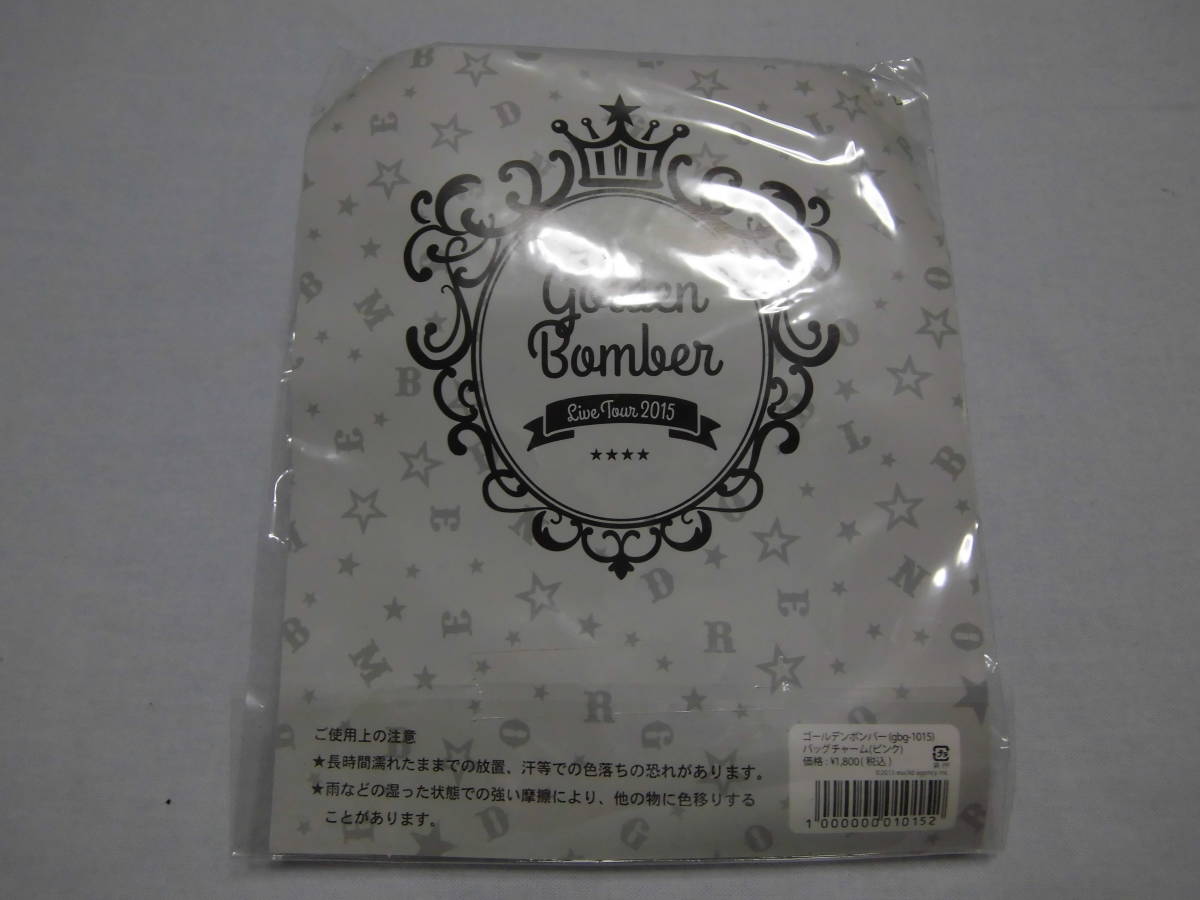 Golden
Bomber
Live Tour 2015
★★★★
ご使用上の注意
★長時間濡れたままでの放置、汗等での色落ちの恐れがあります。
★雨などの湿った状態での強い摩擦により、他の物に色移りする
ことがあります。
ゴールデンボンバー(gbg-1015)
バッグチャーム(ピンク)
価格:¥1,800(税込)
1 000000 010152